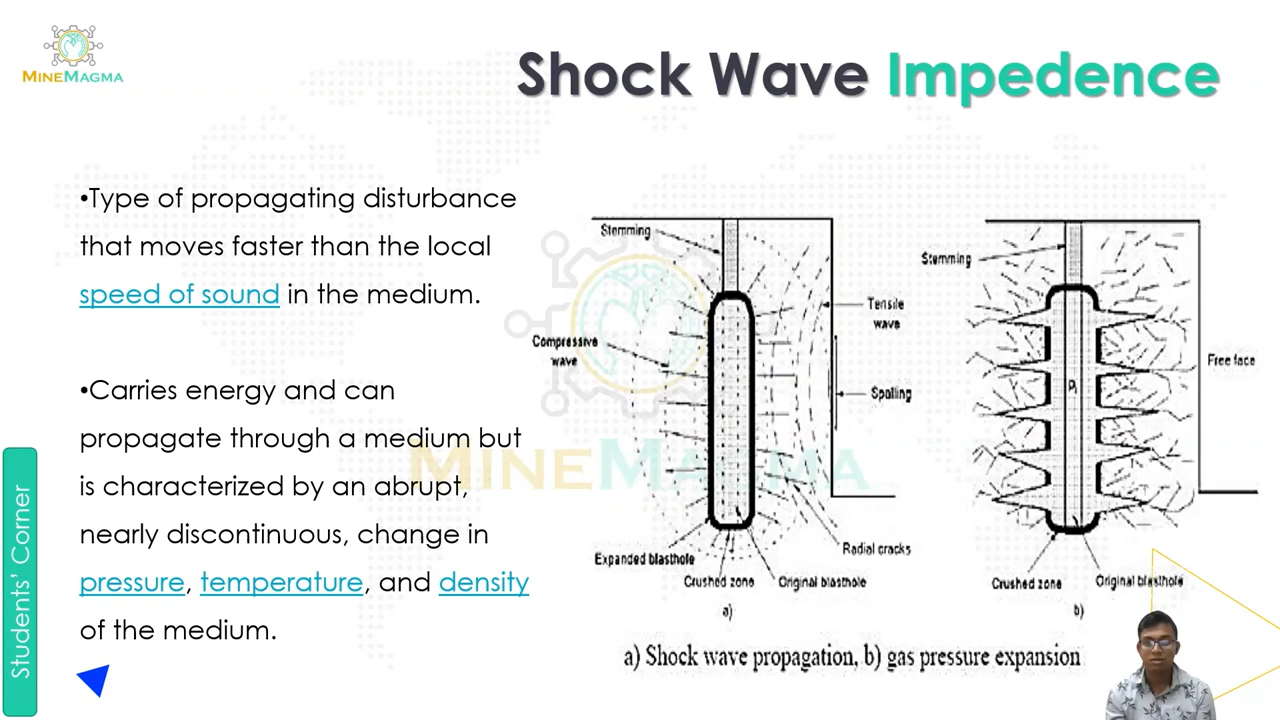 MINEMAGMA
Shock Wave Impedence
•Type of propagating disturbance
that moves faster than the local
speed of sound in the medium.
•Carries energy and can
propagate through a medium but
is characterized by an abrupt,
nearly discontinuous, change in
pressure, temperature, and density
of the medium.
Students' Corner
MINEMAGMA
Stemming
Tensile
wave
Compressive
wave
Spalling
Radial cracks
Expanded blasthole
Crushed zone
Original blasthole
a)
Stemming
Free face
Pi
Crushed zone
Original blasthole
b)
a) Shock wave propagation, b) gas pressure expansion